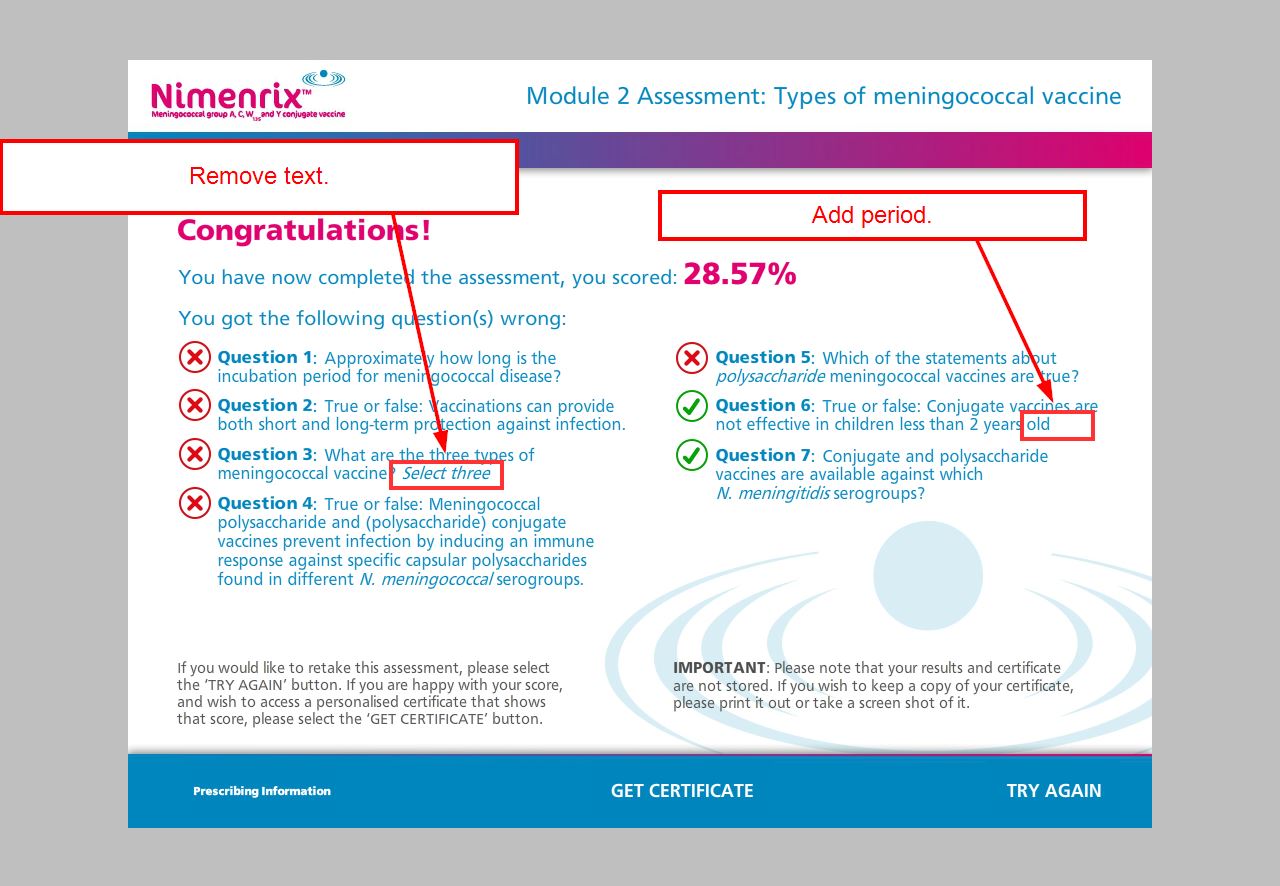 Nimenrix™
Meningococcal group A, C, W135 and Y conjugate vaccine
Module 2 Assessment: Types of meningococcal vaccine
Remove text.
Add period.
Congratulations!
You have now completed the assessment, you scored: 28.57%
You got the following question(s) wrong:
Question 1: Approximately how long is the
incubation period for meningococcal disease?
Question 2: True or false: Vaccinations can provide
both short and long-term protection against infection.
Question 3: What are the three types of
meningococcal vaccine? Select three
Question 4: True or false: Meningococcal
polysaccharide and (polysaccharide) conjugate
vaccines prevent infection by inducing an immune
response against specific capsular polysaccharides
found in different N. meningococcal serogroups.
Question 5: Which of the statements about
polysaccharide meningococcal vaccines are true?
Question 6: True or false: Conjugate vaccines are
not effective in children less than 2 years old
Question 7: Conjugate and polysaccharide
vaccines are available against which
N. meningitidis serogroups?
If you would like to retake this assessment, please select
the ‘TRY AGAIN’ button. If you are happy with your score,
and wish to access a personalised certificate that shows
that score, please select the ‘GET CERTIFICATE’ button.
IMPORTANT: Please note that your results and certificate
are not stored. If you wish to keep a copy of your certificate,
please print it out or take a screen shot of it.
Prescribing Information
GET CERTIFICATE
TRY AGAIN